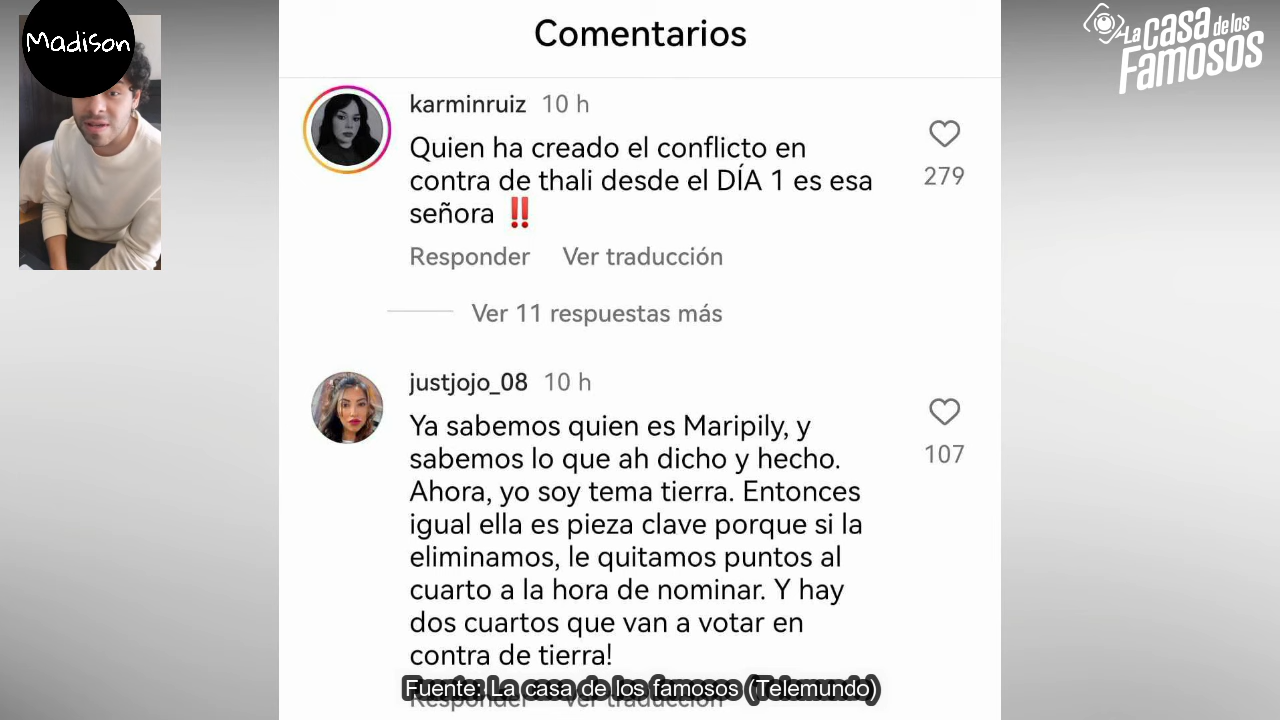 Madison
La casa de los Famosos
Comentarios
karminruiz 10 h
Quien ha creado el conflicto en
contra de thali desde el DÍA 1 es esa
señora ‼️
279
Responder Ver traducción
Ver 11 respuestas más
justjojo_08 10 h
Ya sabemos quien es Maripily, y
sabemos lo que ah dicho y hecho.
Ahora, yo soy tema tierra. Entonces
igual ella es pieza clave porque si la
eliminamos, le quitamos puntos al
cuarto a la hora de nominar. Y hay
dos cuartos que van a votar en
contra de tierra!
107
Fuente: La casa de los famosos (Telemundo)
Responder Ver traducción